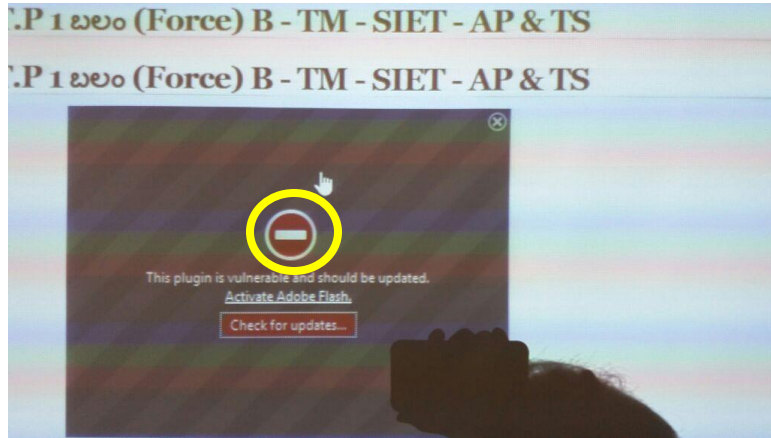 .P 1 బలం (Force) B - TM - SIET - AP & TS
.P 1 బలం (Force) B - TM - SIET - AP & TS
This plugin is vulnerable and should be updated.
Activate Adobe Flash.
Check for updates...